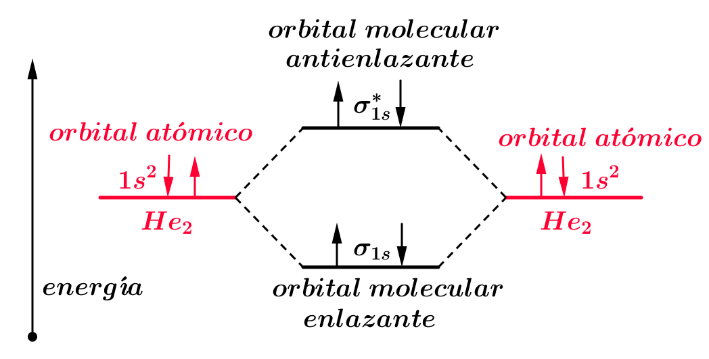 orbital molecular
antienlazante
σ*₁ₛ
orbital atómico
1s²
He₂
orbital atómico
1s²
He₂
σ₁ₛ
energía
orbital molecular
enlazante